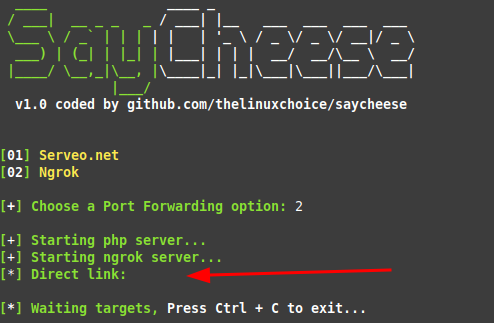 SayCheese
v1.0 coded by github.com/thelinuxchoice/saycheese
[01] Serveo.net
[02] Ngrok
[+] Choose a Port Forwarding option: 2
[+] Starting php server...
[+] Starting ngrok server...
[*] Direct link:
[*] Waiting targets, Press Ctrl + C to exit...